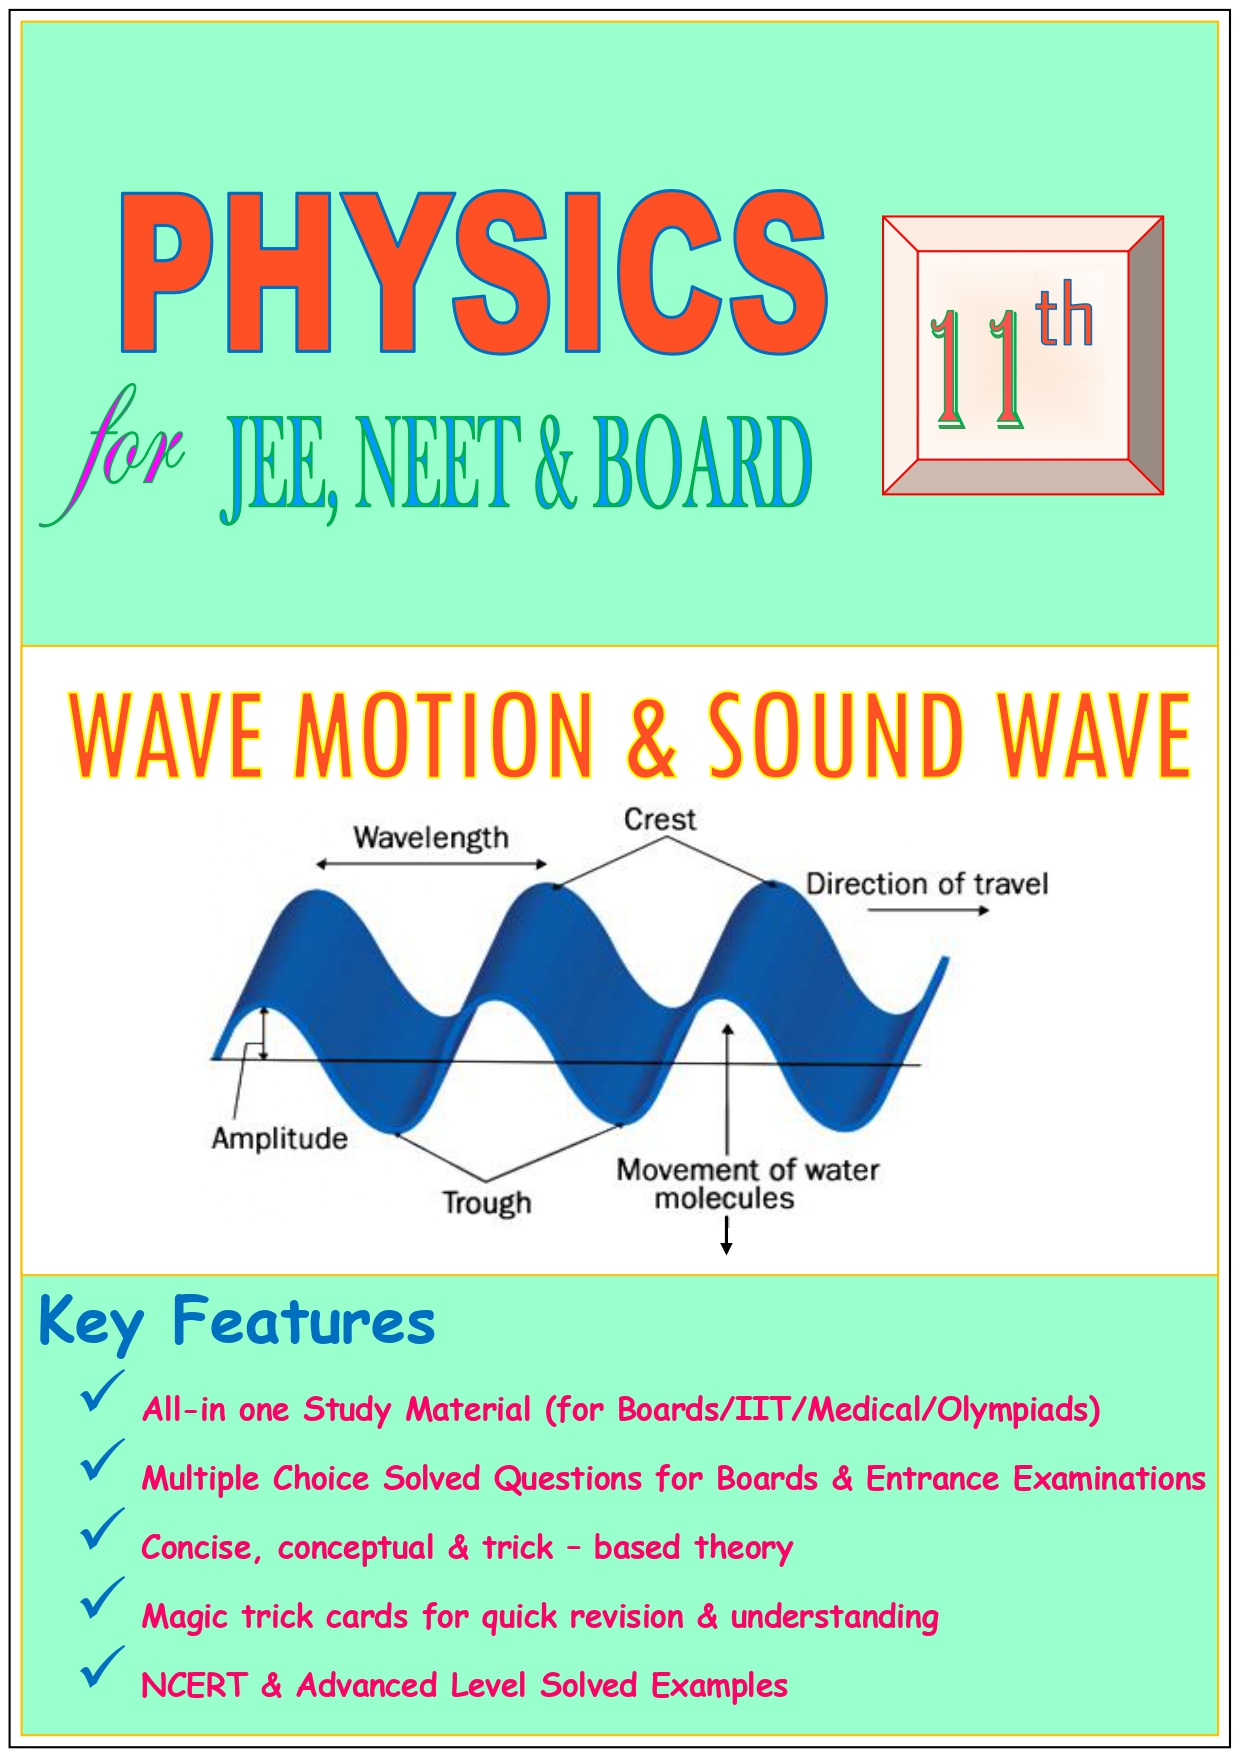 PHYSICS
11th
for JEE, NEET & BOARD
WAVE MOTION & SOUND WAVE
Crest
Wavelength
Direction of travel
Amplitude
Trough
Movement of water
molecules
Key Features
✓ All-in one Study Material (for Boards/IIT/Medical/Olympiads)
✓ Multiple Choice Solved Questions for Boards & Entrance Examinations
✓ Concise, conceptual & trick – based theory
✓ Magic trick cards for quick revision & understanding
✓ NCERT & Advanced Level Solved Examples